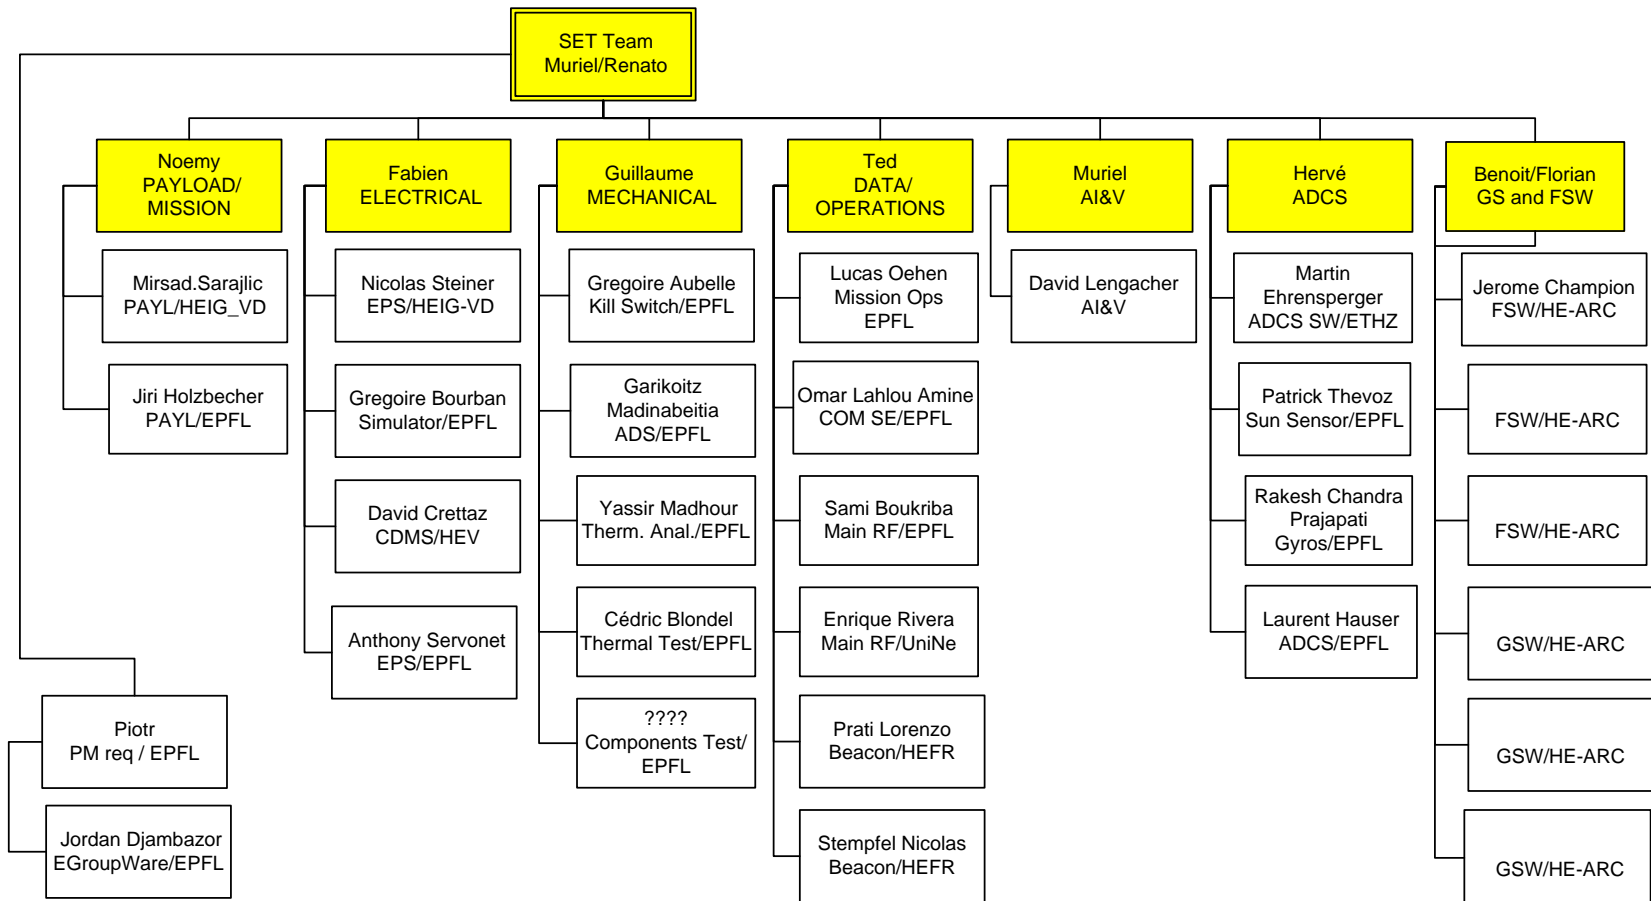 SET Team
Muriel/Renato
Noemy
PAYLOAD/
MISSION
Fabien
ELECTRICAL
Guillaume
MECHANICAL
Ted
DATA/
OPERATIONS
Muriel
AI&V
Hervé
ADCS
Benoit/Florian
GS and FSW
Mirsad.Sarajlic
PAYL/HEIG_VD
Jiri Holzbecher
PAYL/EPFL
Nicolas Steiner
EPS/HEIG-VD
Gregoire Bourban
Simulator/EPFL
David Crettaz
CDMS/HEV
Anthony Servonet
EPS/EPFL
Gregoire Aubelle
Kill Switch/EPFL
Garikoitz
Madinabeitia
ADS/EPFL
Yassir Madhour
Therm. Anal./EPFL
Cédric Blondel
Thermal Test/EPFL
????
Components Test/
EPFL
Lucas Oehen
Mission Ops
EPFL
Omar Lahlou Amine
COM SE/EPFL
Sami Boukriba
Main RF/EPFL
Enrique Rivera
Main RF/UniNe
Prati Lorenzo
Beacon/HEFR
Stempfel Nicolas
Beacon/HEFR
David Lengacher
AI&V
Martin
Ehrensperger
ADCS SW/ETHZ
Patrick Thevoz
Sun Sensor/EPFL
Rakesh Chandra
Prajapati
Gyros/EPFL
Laurent Hauser
ADCS/EPFL
Jerome Champion
FSW/HE-ARC
FSW/HE-ARC
FSW/HE-ARC
GSW/HE-ARC
GSW/HE-ARC
GSW/HE-ARC
Piotr
PM req / EPFL
Jordan Djambazor
EGroupWare/EPFL